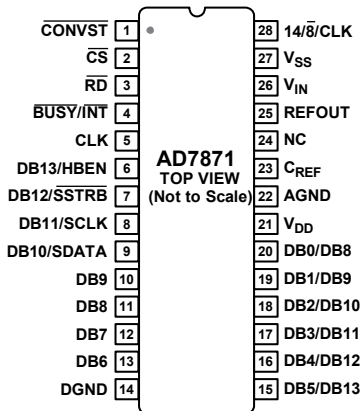 CONVST 1
CS 2
RD 3
BUSY/INT 4
CLK 5
DB13/HBEN 6
DB12/SSTRB 7
DB11/SCLK 8
DB10/SDATA 9
DB9 10
DB8 11
DB7 12
DB6 13
DGND 14
AD7871
TOP VIEW
(Not to Scale)
28 14/8/CLK
27 VSS
26 VIN
25 REFOUT
24 NC
23 CREF
22 AGND
21 VDD
20 DB0/DB8
19 DB1/DB9
18 DB2/DB10
17 DB3/DB11
16 DB4/DB12
15 DB5/DB13